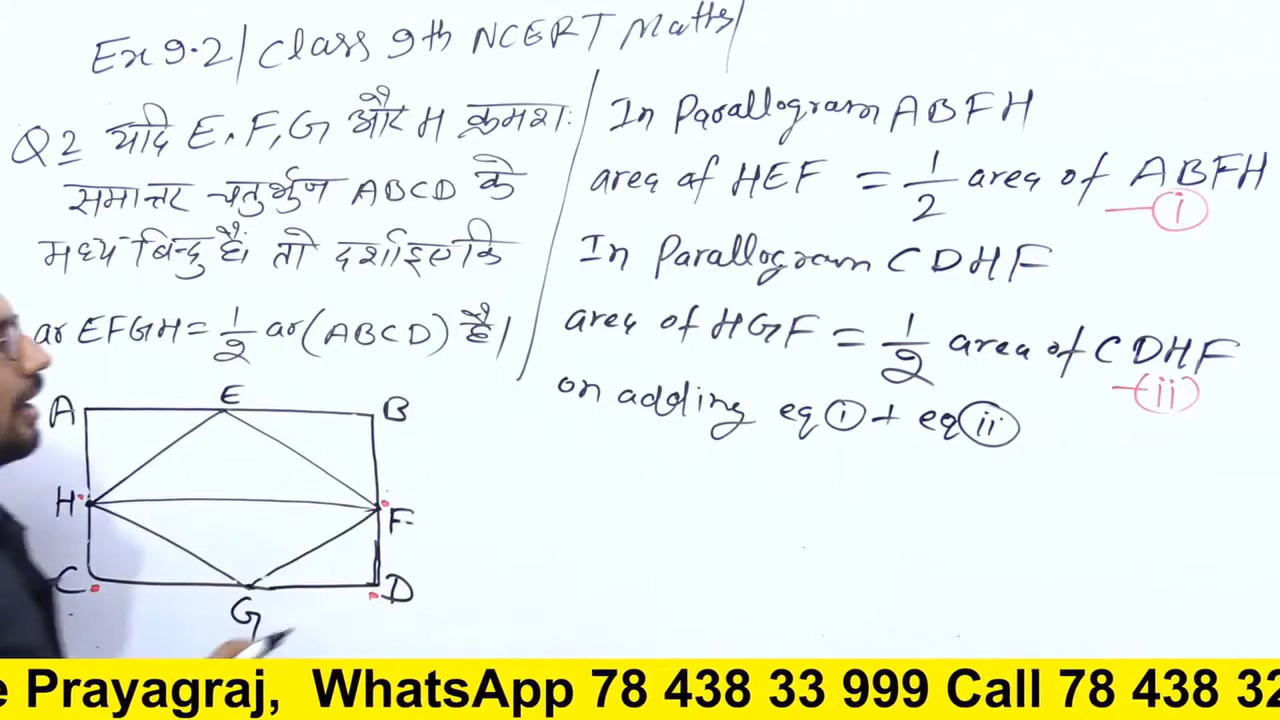 Ex 9.2 / Class 9th NCERT Maths /
Q2 यदि E, F, G और H क्रमशः
समान्तर चतुर्भुज ABCD के
मध्य बिन्दु है। तो दर्शाइए कि
ar EFGH = 1/2 ar(ABCD) है।
A E B
H F
C G D
In Parallogram ABFH
area of HEF = 1/2 area of ABFH
— i
In Parallogram CDHF
area of HGF = 1/2 area of CDHF
— ii
on adding eq i + eq ii
e Prayagraj, WhatsApp 78 438 33 999 Call 78 438 32